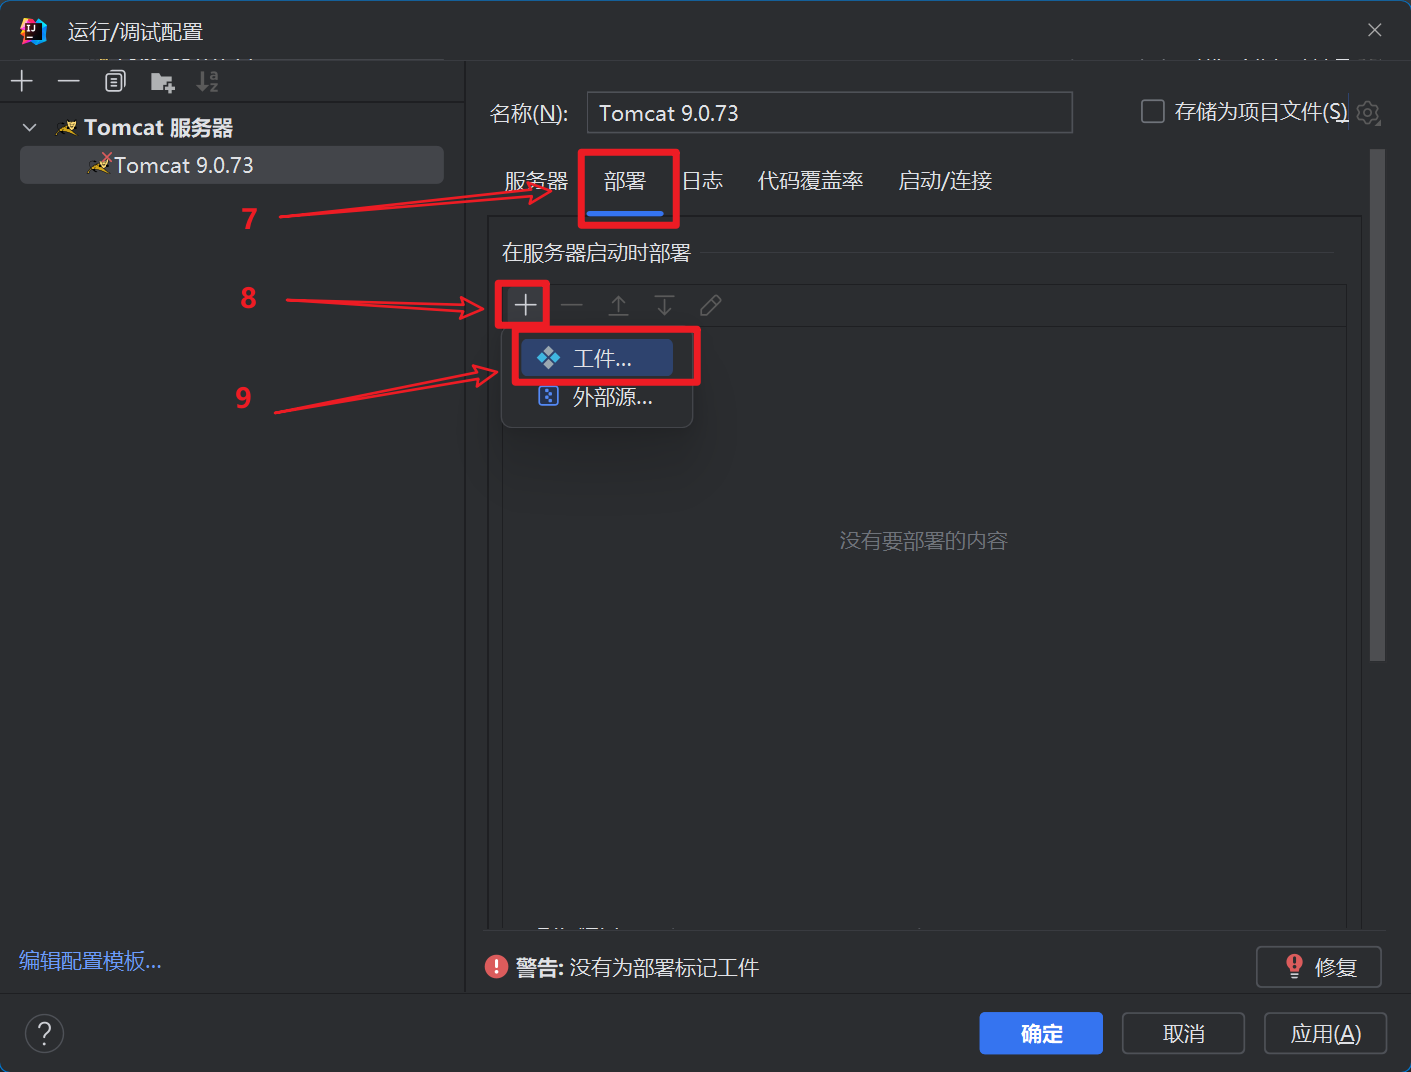 运行/调试配置
名称(N):
Tomcat 9.0.73
存储为项目文件(S)
Tomcat 服务器
Tomcat 9.0.73
服务器
部署
日志
代码覆盖率
启动/连接
7
在服务器启动时部署
8
工件...
9
外部源...
没有要部署的内容
编辑配置模板...
警告: 没有为部署标记工件
修复
?
确定
取消
应用(A)